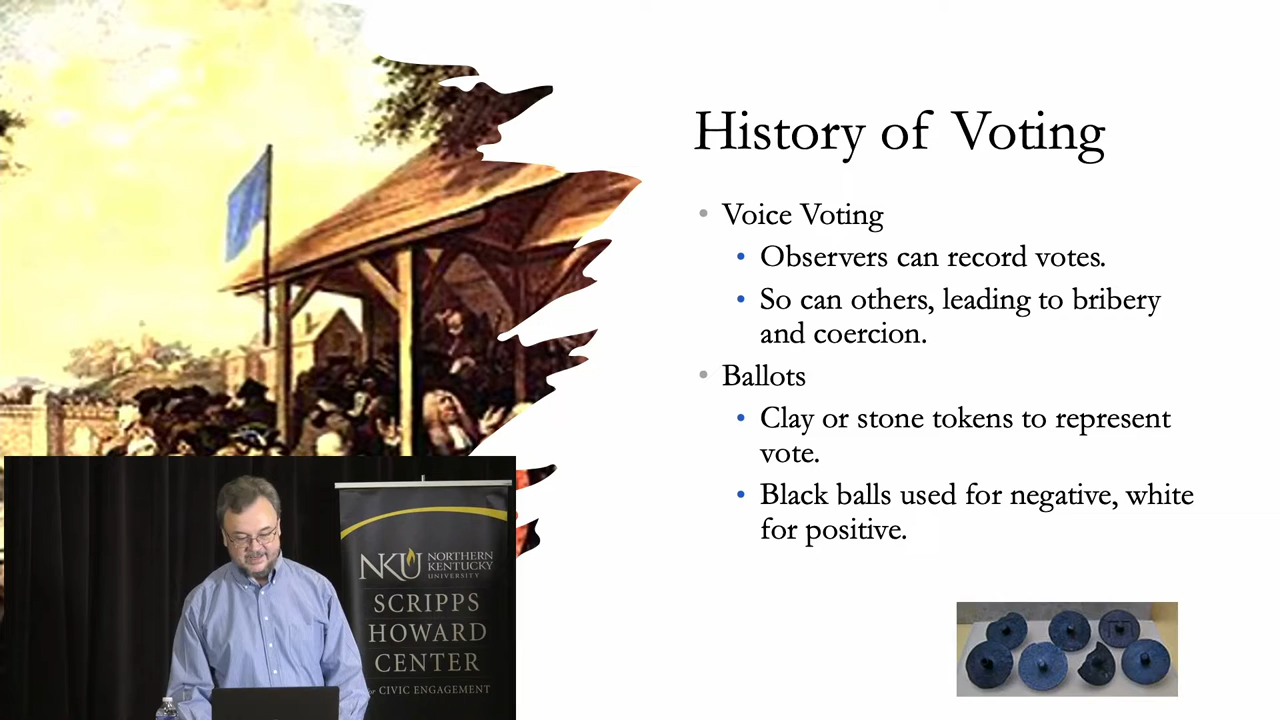 History of Voting
• Voice Voting
• Observers can record votes.
• So can others, leading to bribery
and coercion.
• Ballots
• Clay or stone tokens to represent
vote.
• Black balls used for negative, white
for positive.
NKU NORTHERN
KENTUCKY
UNIVERSITY
SCRIPPS
HOWARD
CENTER
for CIVIC ENGAGEMENT